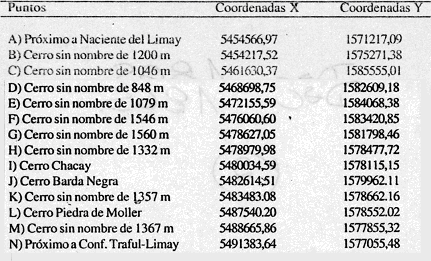 Puntos Coordenadas X Coordenadas Y
A) Próximo a Naciente del Limay 5454566,97 1571217,09
B) Cerro sin nombre de 1200 m 5454217,52 1575271,38
C) Cerro sin nombre de 1046 m 5461630,37 1585555,01
D) Cerro sin nombre de 848 m 5468698,75 1582609,18
E) Cerro sin nombre de 1079 m 5472155,59 1584068,38
F) Cerro sin nombre de 1546 m 5476060,60 1583420,85
G) Cerro sin nombre de 1560 m 5478627,05 1581798,46
H) Cerro sin nombre de 1332 m 5478979,98 1578477,72
I) Cerro Chacay 5480034,59 1578115,15
J) Cerro Barda Negra 5482614;51 1579962.11
K) Cerro sin nombre de 1357 m 5483483.08 1578662.16
L) Cerro Piedra de Moller 5487540.20 1578552.02
M) Cerro sin nombre de 1367 m 5488665,86 1577855,32
N) Próximo a Conf. Traful-Limay 5491383,64 1577055,48